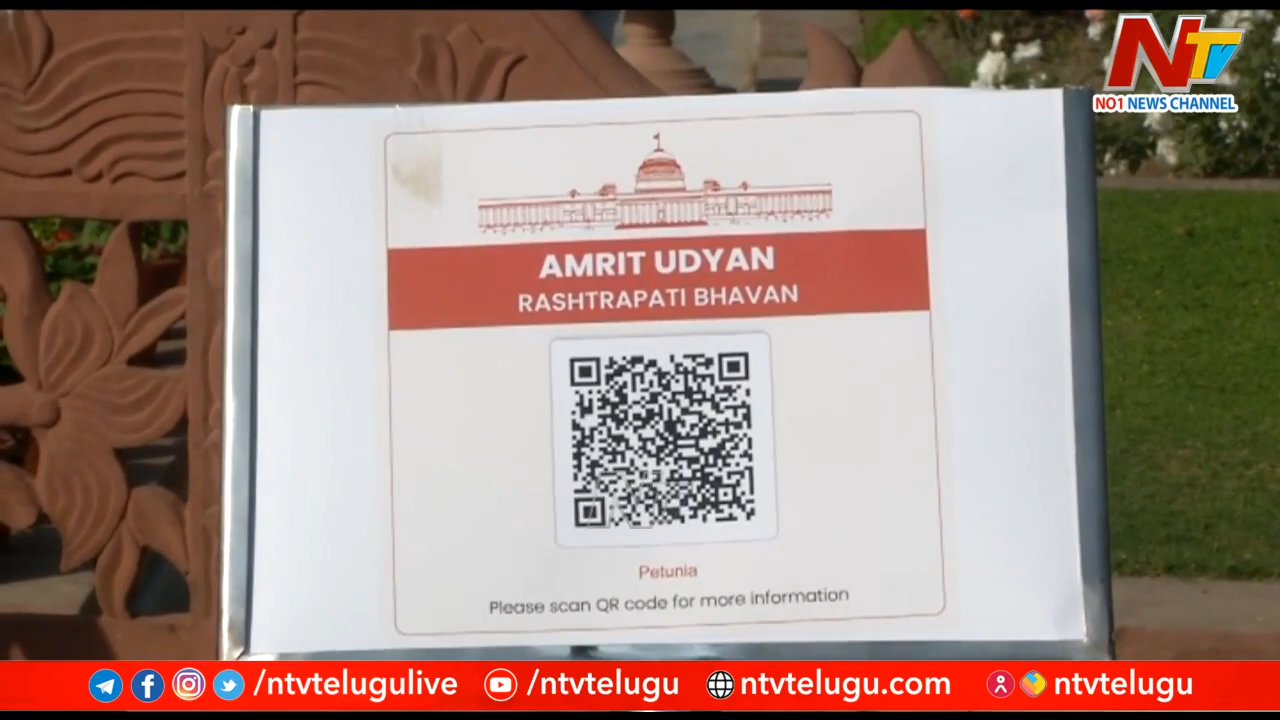 NTV
NO1 NEWS CHANNEL
AMRIT UDYAN
RASHTRAPATI BHAVAN
Petunia
Please scan QR code for more information
/ntvtelugulive /ntvtelugu ntvtelugu.com ntvtelugu